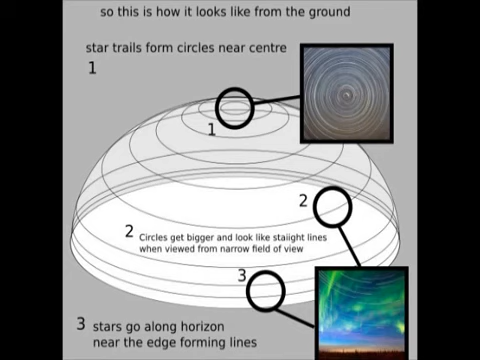 so this is how it looks like from the ground
star trails form circles near centre
1
1
2
2 Circles get bigger and look like staiight lines
when viewed from narrow field of view
3
3 stars go along horizon
near the edge forming lines